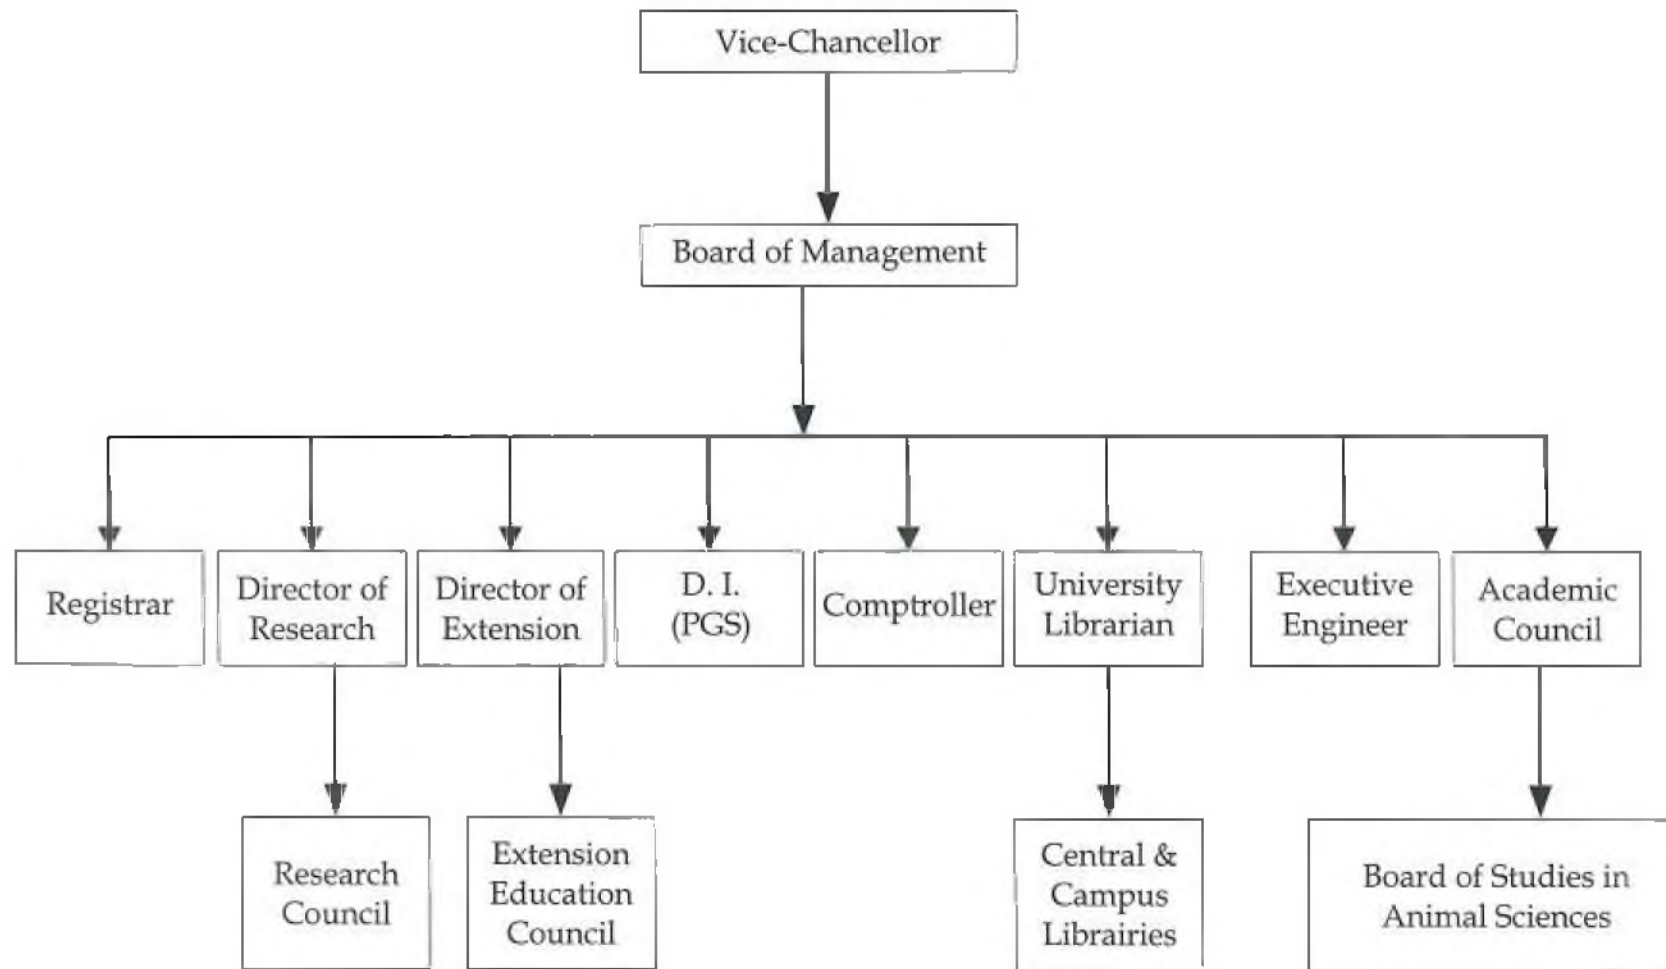 Vice-Chancellor
Board of Management
Registrar
Director of
Research
Director of
Extension
D. I.
(PGS)
Comptroller
University
Librarian
Executive
Engineer
Academic
Council
Research
Council
Extension
Education
Council
Central &
Campus
Librairies
Board of Studies in
Animal Sciences